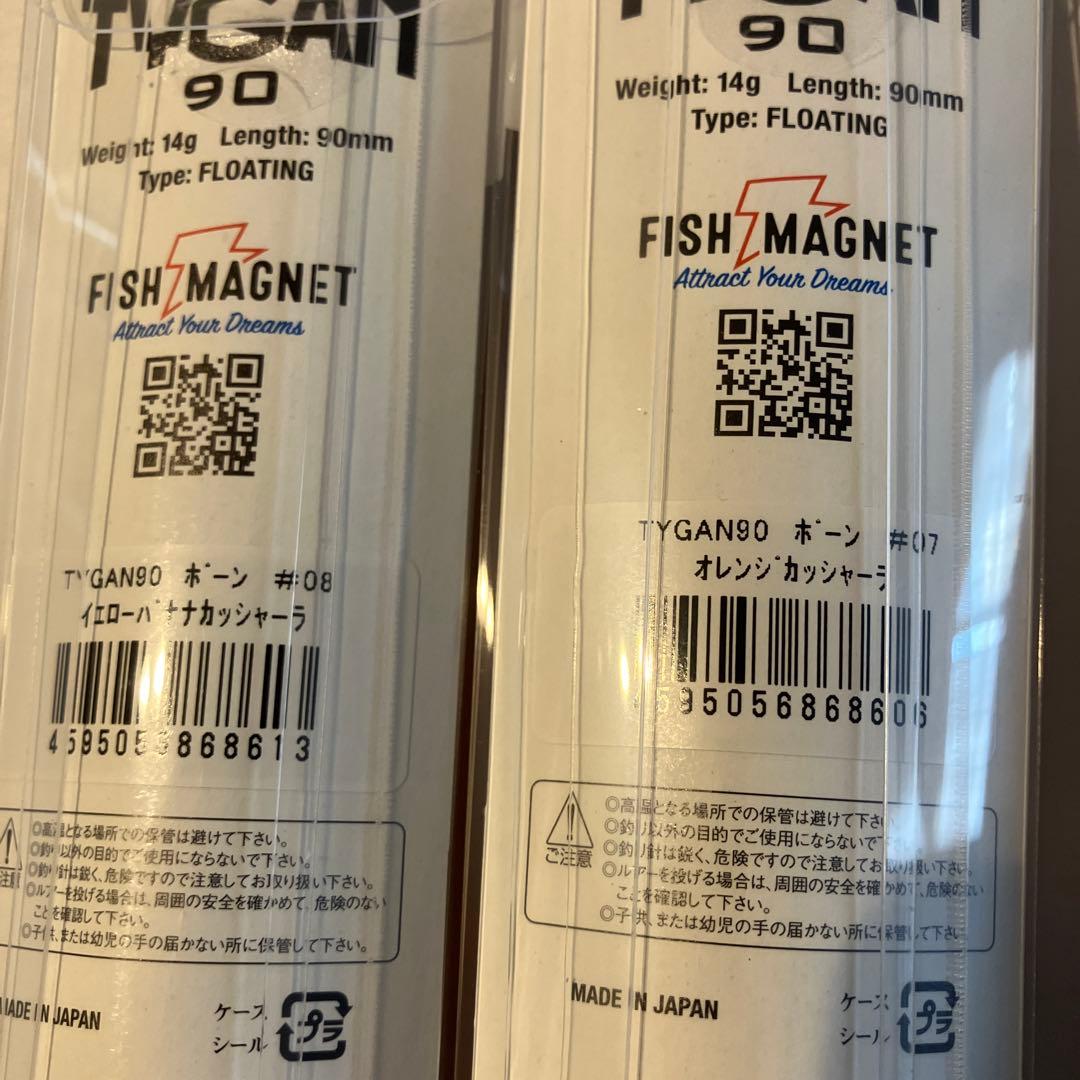 TYGAN
90
Weight: 14g Length: 90mm
Type: FLOATING
FISH MAGNET
Attract Your Dreams
TYGAN90 ボーン #08
イエローバナナカッシャーラ
4595056868613
◎高温となる場所での保管は避けて下さい。
◎釣り以外の目的でご使用にならないで下さい。
◎釣り針は鋭く、危険ですので注意してお取り扱い下さい。
◎ルアーを投げる場合は、周囲の安全を確かめて、危険のない
ことを確認して下さい。
◎子供、または幼児の手の届かない所に保管して下さい。
MADE IN JAPAN
ケース
シール
プラ
TYGAN
90
Weight: 14g Length: 90mm
Type: FLOATING
FISH MAGNET
Attract Your Dreams
TYGAN90 ボーン #07
オレンジカッシャーラ
595056868606
ご注意
◎高温となる場所での保管は避けて下さい。
◎釣り以外の目的でご使用にならないで下さい。
◎釣り針は鋭く、危険ですので注意してお取り扱い下さい。
◎ルアーを投げる場合は、周囲の安全を確かめて、危険のない
ことを確認して下さい。
◎子供、または幼児の手の届かない所に保管して下さい
MADE IN JAPAN
ケース
シール
プラ